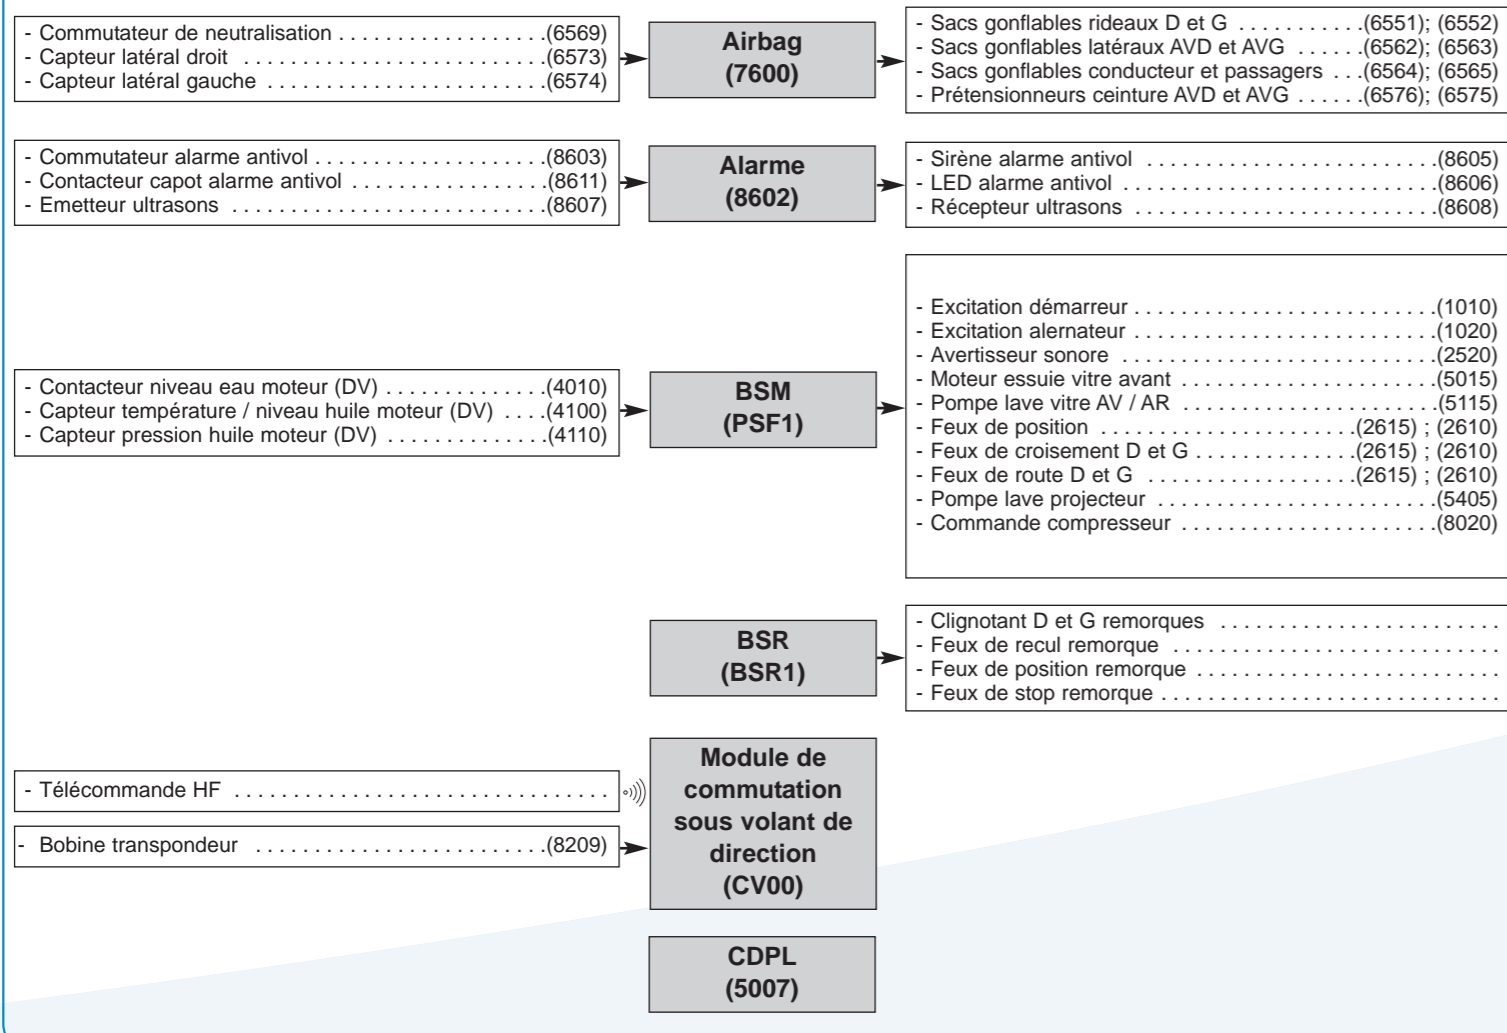 - Commutateur de neutralisation . . . . . . . . . . . . . . . . . .(6569)
- Capteur latéral droit . . . . . . . . . . . . . . . . . . . . . . . . . .(6573)
- Capteur latéral gauche . . . . . . . . . . . . . . . . . . . . . . . .(6574)
Airbag
(7600)
- Sacs gonflables rideaux D et G . . . . . . . . . . .(6551); (6552)
- Sacs gonflables latéraux AVD et AVG . . . . . .(6562); (6563)
- Sacs gonflables conducteur et passagers . . .(6564); (6565)
- Prétensionneurs ceinture AVD et AVG . . . . . .(6576); (6575)
- Commutateur alarme antivol . . . . . . . . . . . . . . . . . . . .(8603)
- Contacteur capot alarme antivol . . . . . . . . . . . . . . . . .(8611)
- Emetteur ultrasons . . . . . . . . . . . . . . . . . . . . . . . . . . .(8607)
Alarme
(8602)
- Sirène alarme antivol . . . . . . . . . . . . . . . . . . . . . . . . .(8605)
- LED alarme antivol . . . . . . . . . . . . . . . . . . . . . . . . . . .(8606)
- Récepteur ultrasons . . . . . . . . . . . . . . . . . . . . . . . . . .(8608)
- Contacteur niveau eau moteur (DV) . . . . . . . . . . . . . .(4010)
- Capteur température / niveau huile moteur (DV) . . . .(4100)
- Capteur pression huile moteur (DV) . . . . . . . . . . . . . .(4110)
BSM
(PSF1)
- Excitation démarreur . . . . . . . . . . . . . . . . . . . . . . . . . .(1010)
- Excitation alernateur . . . . . . . . . . . . . . . . . . . . . . . . . .(1020)
- Avertisseur sonore . . . . . . . . . . . . . . . . . . . . . . . . . . .(2520)
- Moteur essuie vitre avant . . . . . . . . . . . . . . . . . . . . . .(5015)
- Pompe lave vitre AV / AR . . . . . . . . . . . . . . . . . . . . . .(5115)
- Feux de position . . . . . . . . . . . . . . . . . . . . . .(2615) ; (2610)
- Feux de croisement D et G . . . . . . . . . . . . . .(2615) ; (2610)
- Feux de route D et G . . . . . . . . . . . . . . . . . .(2615) ; (2610)
- Pompe lave projecteur . . . . . . . . . . . . . . . . . . . . . . . .(5405)
- Commande compresseur . . . . . . . . . . . . . . . . . . . . . .(8020)
BSR
(BSR1)
- Clignotant D et G remorques . . . . . . . . . . . . . . . . . . . . . . . .
- Feux de recul remorque . . . . . . . . . . . . . . . . . . . . . . . . . . . .
- Feux de position remorque . . . . . . . . . . . . . . . . . . . . . . . . . .
- Feux de stop remorque . . . . . . . . . . . . . . . . . . . . . . . . . . . . .
- Télécommande HF . . . . . . . . . . . . . . . . . . . . . . . . . . . . . . . .
- Bobine transpondeur . . . . . . . . . . . . . . . . . . . . . . . . .(8209)
Module de
commutation
sous volant de
direction
(CV00)
CDPL
(5007)